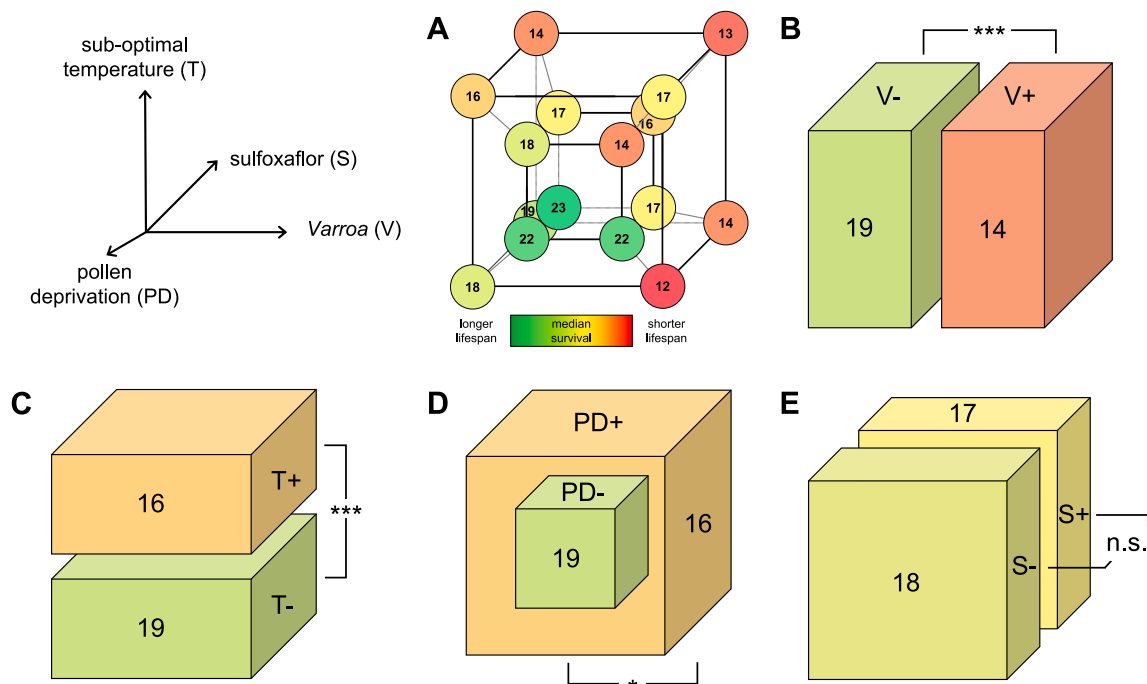 sub-optimal
temperature (T)
sulfoxaflor (S)
Varroa (V)
pollen
deprivation (PD)
A
14
13
16
17
17
16
18
14
19
23
17
14
22
22
18
12
longer
lifespan
median
survival
shorter
lifespan
B
***
V-
V+
19
14
C
16
T+
***
19
T-
D
PD+
PD-
19
16
*
E
17
S+
n.s.
S-
18